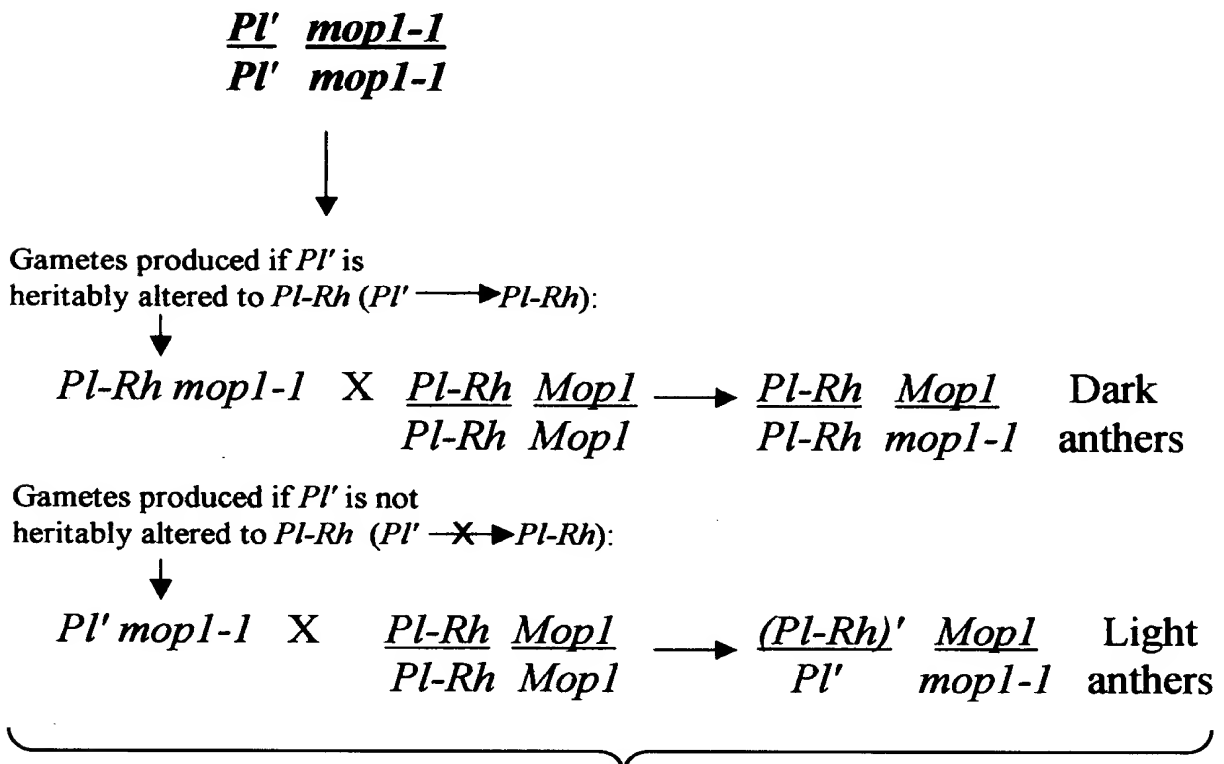 Pl' mop1-1
Pl' mop1-1
Gametes produced if Pl' is
heritably altered to Pl-Rh (Pl' → Pl-Rh):
Pl-Rh mop1-1 X Pl-Rh Mop1 → Pl-Rh Mop1 Dark
Pl-Rh Mop1 Pl-Rh mop1-1 anthers
Gametes produced if Pl' is not
heritably altered to Pl-Rh (Pl' —X→ Pl-Rh):
Pl' mop1-1 X Pl-Rh Mop1 → (Pl-Rh)' Mop1 Light
Pl-Rh Mop1 Pl' mop1-1 anthers